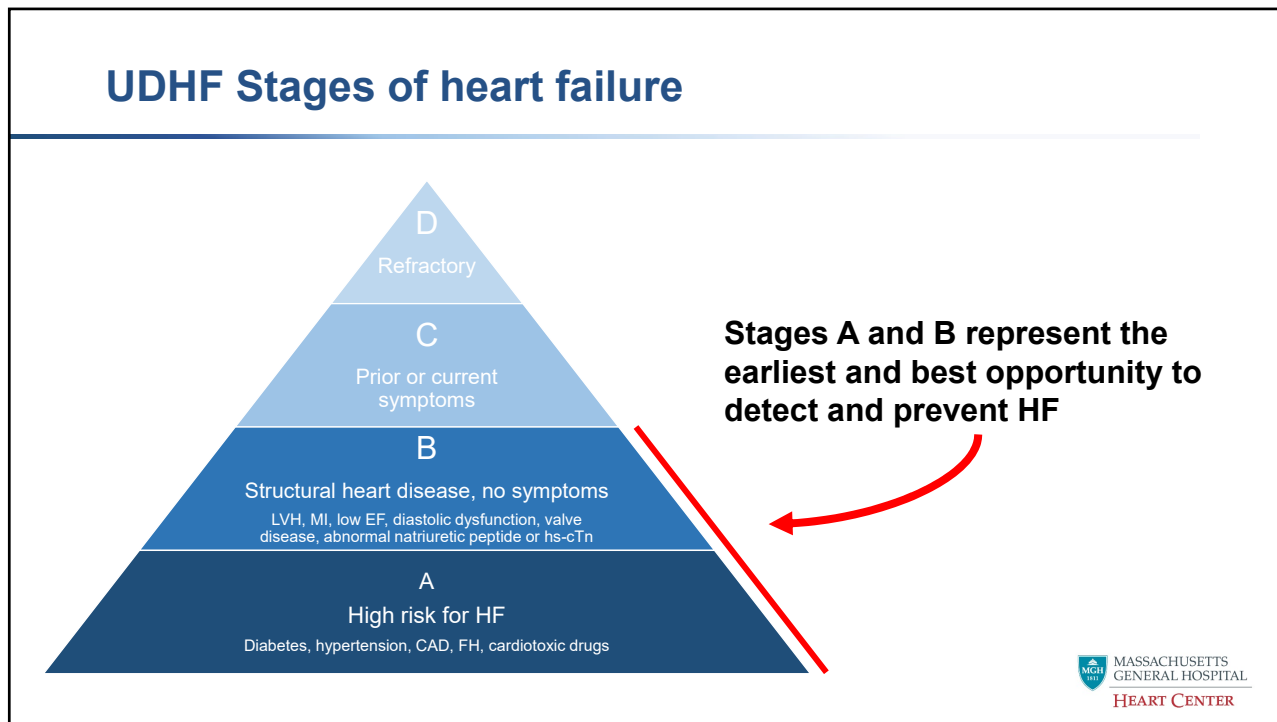 UDHF Stages of heart failure
D
Refractory
C
Prior or current
symptoms
B
Structural heart disease, no symptoms
LVH, MI, low EF, diastolic dysfunction, valve
disease, abnormal natriuretic peptide or hs-cTn
A
High risk for HF
Diabetes, hypertension, CAD, FH, cardiotoxic drugs
Stages A and B represent the
earliest and best opportunity to
detect and prevent HF
MGH
1811
MASSACHUSETTS
GENERAL HOSPITAL
HEART CENTER